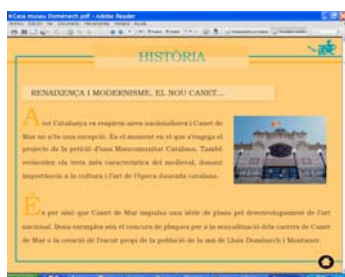 Casa museu Domènech.pdf - Adobe Reader
HISTÒRIA
RENAIXENÇA I MODERNISME, EL NOU CANET...
A tot Catalunya es respiren aires nacionalistes i Canet de
Mar no n'és una excepció. És el moment en el que s'engega el
projecte de la petició d'una Mancomunitat Catalana. També
revisculen els trets més característics del medieval, donant
importància a la cultura i l'art de l'època daurada catalana.
És per això que Canet de Mar impulsa una sèrie de plans pel desenvolupament de l'art
nacional. Dona exemples són el concurs de plaques per a la senyalització dels carrers de Canet
de Mar o la creació de l'escut propi de la població de la mà de Lluís Domènech i Montaner.